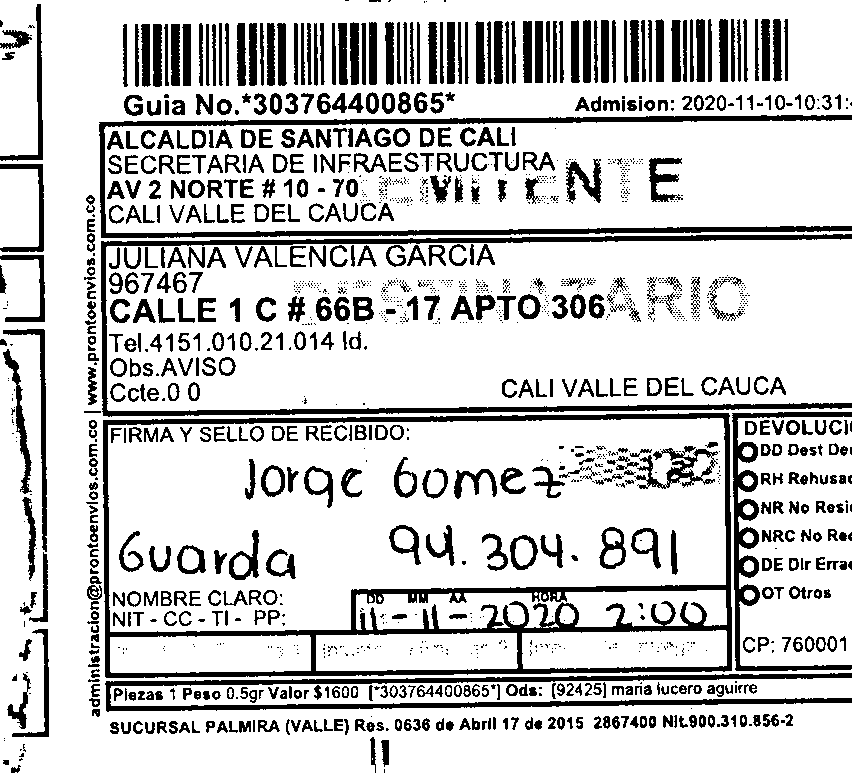 Guia No.*303764400865*
Admision: 2020-11-10-10:31:
ALCALDIA DE SANTIAGO DE CALI
SECRETARIA DE INFRAESTRUCTURA
AV 2 NORTE # 10 - 70
REMITENTE
CALI VALLE DEL CAUCA
JULIANA VALENCIA GARCIA
967467
DESTINATARIO
CALLE 1 C # 66B - 17 APTO 306
Tel.4151.010.21.014 Id.
Obs.AVISO
Ccte.0 0
CALI VALLE DEL CAUCA
administracion@prontoenvios.com.co | www.prontoenvios.com.co
FIRMA Y SELLO DE RECIBIDO:
Jorge Gomez
Guarda 94.304.891
NOMBRE CLARO:
NIT - CC - TI - PP:
DD MM AA HORA
11-11-2020 2:00
DEVOLUCI
DD Dest De
RH Rehusa
NR No Resi
NRC No Re
DE Dir Erra
OT Otros
CP: 760001
Piezas 1 Peso 0.5gr Valor $1600 [*303764400865*] Ods: [92425] maria lucero aguirre
SUCURSAL PALMIRA (VALLE) Res. 0636 de Abril 17 de 2015 2867400 Nit.900.310.856-2